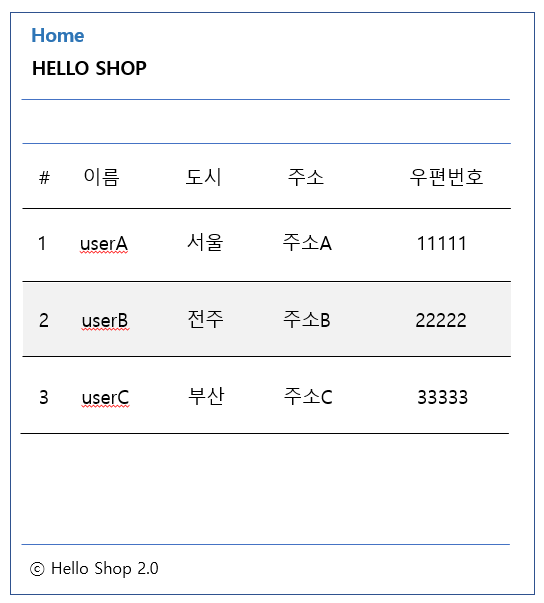 Home
HELLO SHOP
# 이름 도시 주소 우편번호
1 userA 서울 주소A 11111
2 userB 전주 주소B 22222
3 userC 부산 주소C 33333
ⓒ Hello Shop 2.0